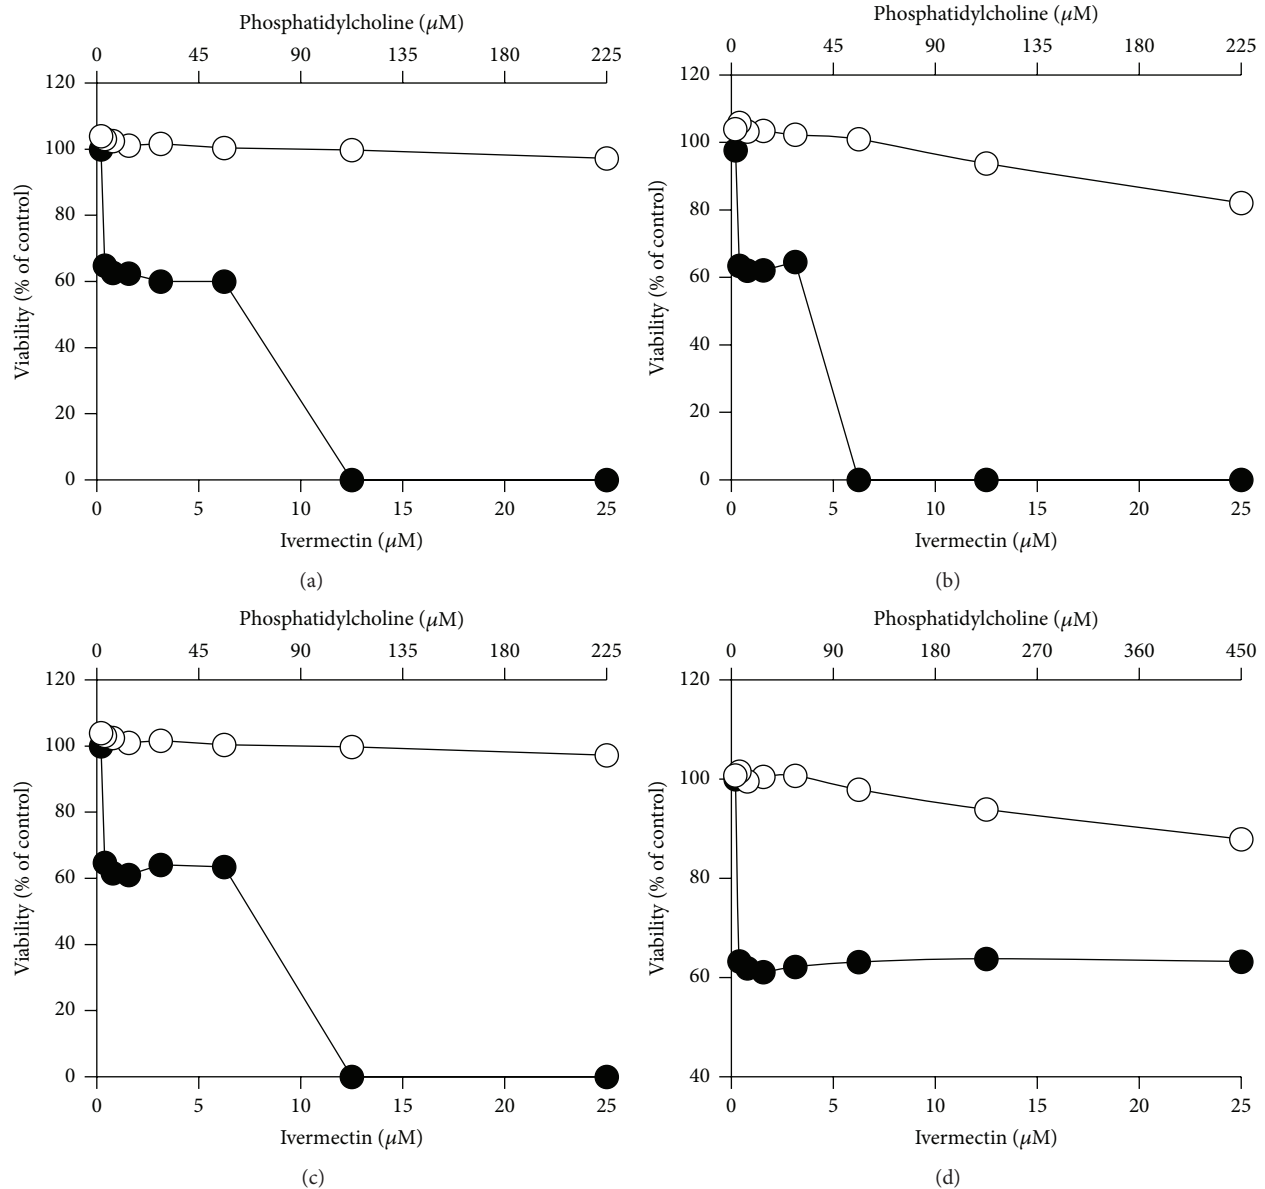 Phosphatidylcholine (μM)
0 45 90 135 180 225
120
100
80
60
40
20
0
Viability (% of control)
0 5 10 15 20 25
Ivermectin (μM)
(a)
Phosphatidylcholine (μM)
0 45 90 135 180 225
120
100
80
60
40
20
0
Viability (% of control)
0 5 10 15 20 25
Ivermectin (μM)
(b)
Phosphatidylcholine (μM)
0 45 90 135 180 225
120
100
80
60
40
20
0
Viability (% of control)
0 5 10 15 20 25
Ivermectin (μM)
(c)
Phosphatidylcholine (μM)
0 90 180 270 360 450
120
100
80
60
40
Viability (% of control)
0 5 10 15 20 25
Ivermectin (μM)
(d)